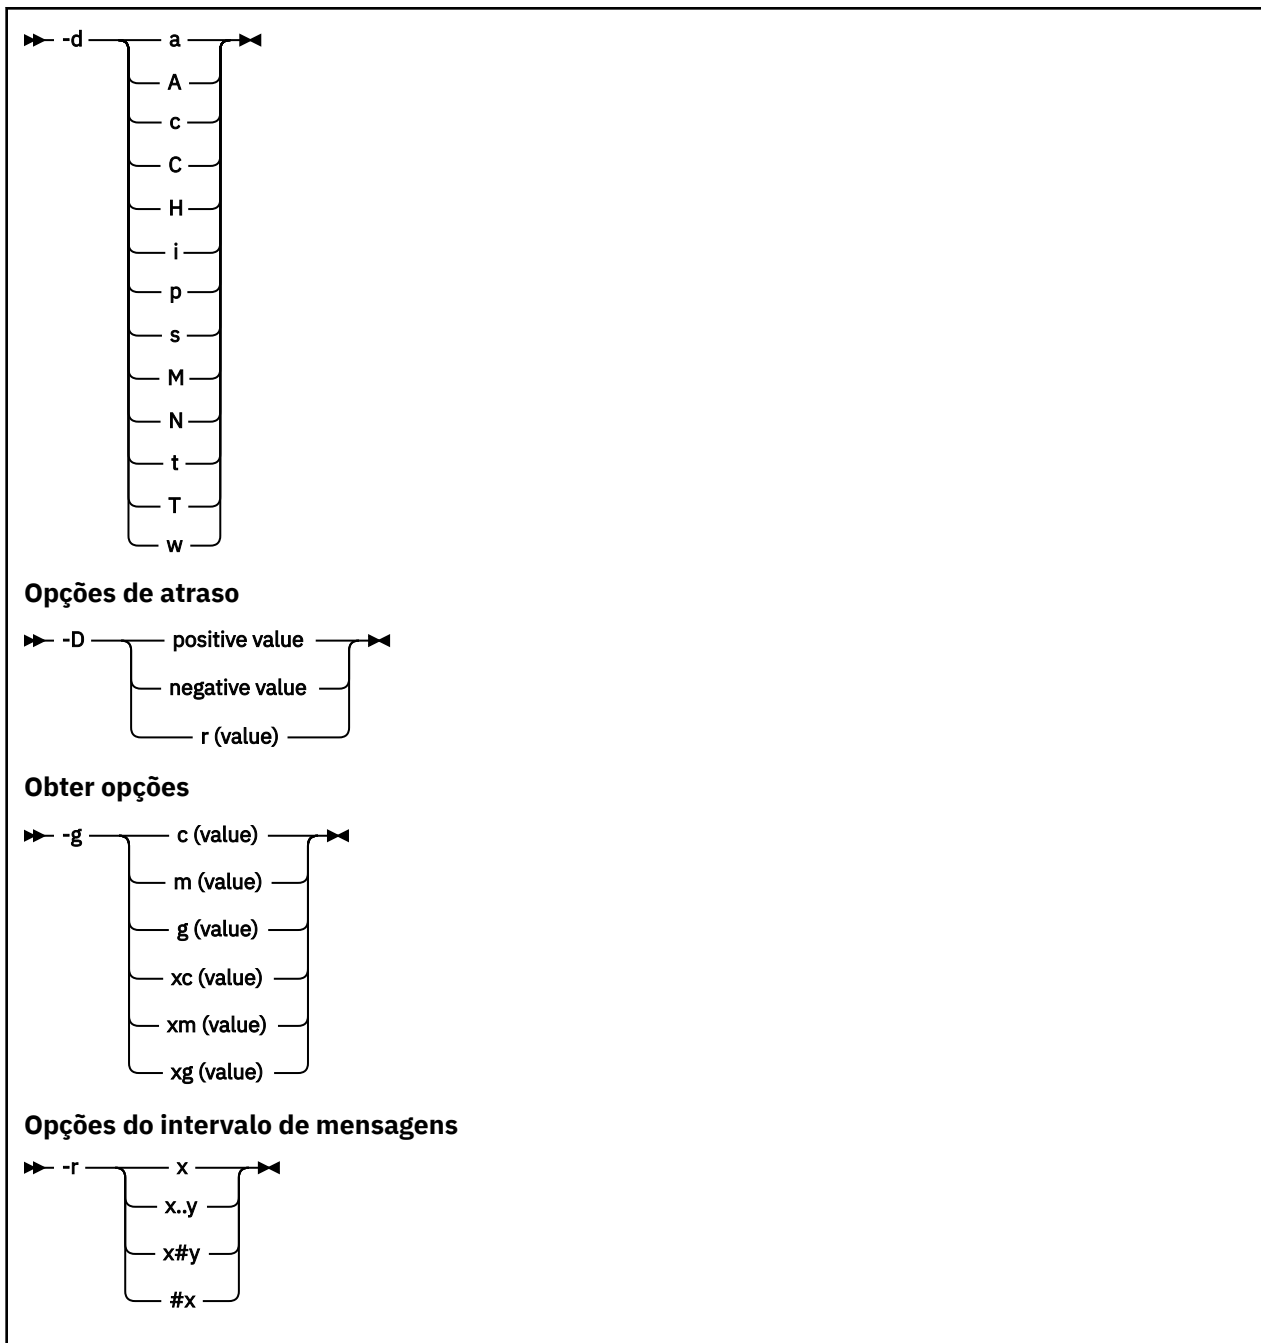 -d a
A
c
C
H
i
p
s
M
N
t
T
w
Opções de atraso
-D positive value
negative value
r (value)
Obter opções
-g c (value)
m (value)
g (value)
xc (value)
xm (value)
xg (value)
Opções do intervalo de mensagens
-r x
x..y
x#y
#x